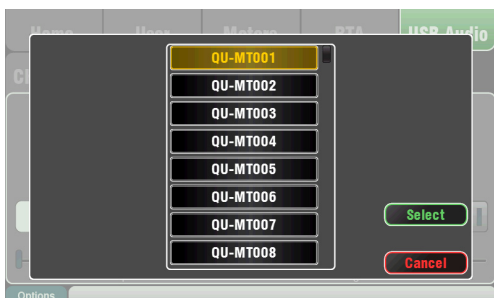 Home User Meters RTA USB Audio
QU-MT001
QU-MT002
QU-MT003
QU-MT004
QU-MT005
QU-MT006
QU-MT007
Select
QU-MT008
Cancel
Options